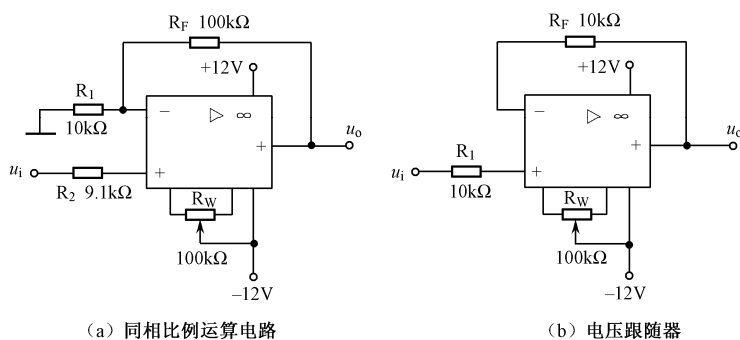 R_F 100kΩ
+12V
R₁
10kΩ
− ▷ ∞
+
+
u_o
u_i
R₂ 9.1kΩ
R_W
100kΩ
−12V
(a) 同相比例运算电路
R_F 10kΩ
+12V
− ▷ ∞
+
+
u_o
R₁
u_i
10kΩ
R_W
100kΩ
−12V
(b) 电压跟随器